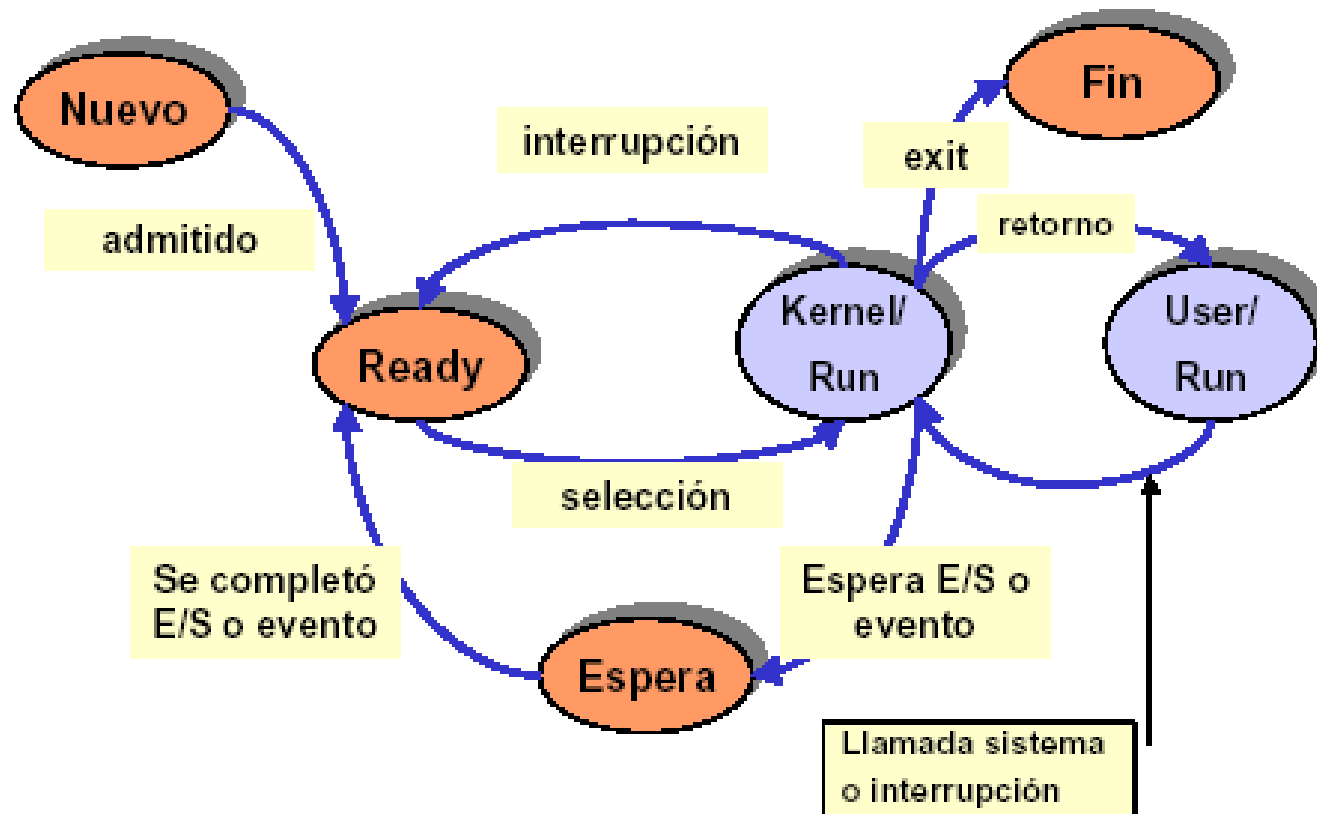 Nuevo
Fin
interrupción
exit
admitido
retorno
Kernel/
Run
User/
Run
Ready
selección
Se completó
E/S o evento
Espera E/S o
evento
Espera
Llamada sistema
o interrupción